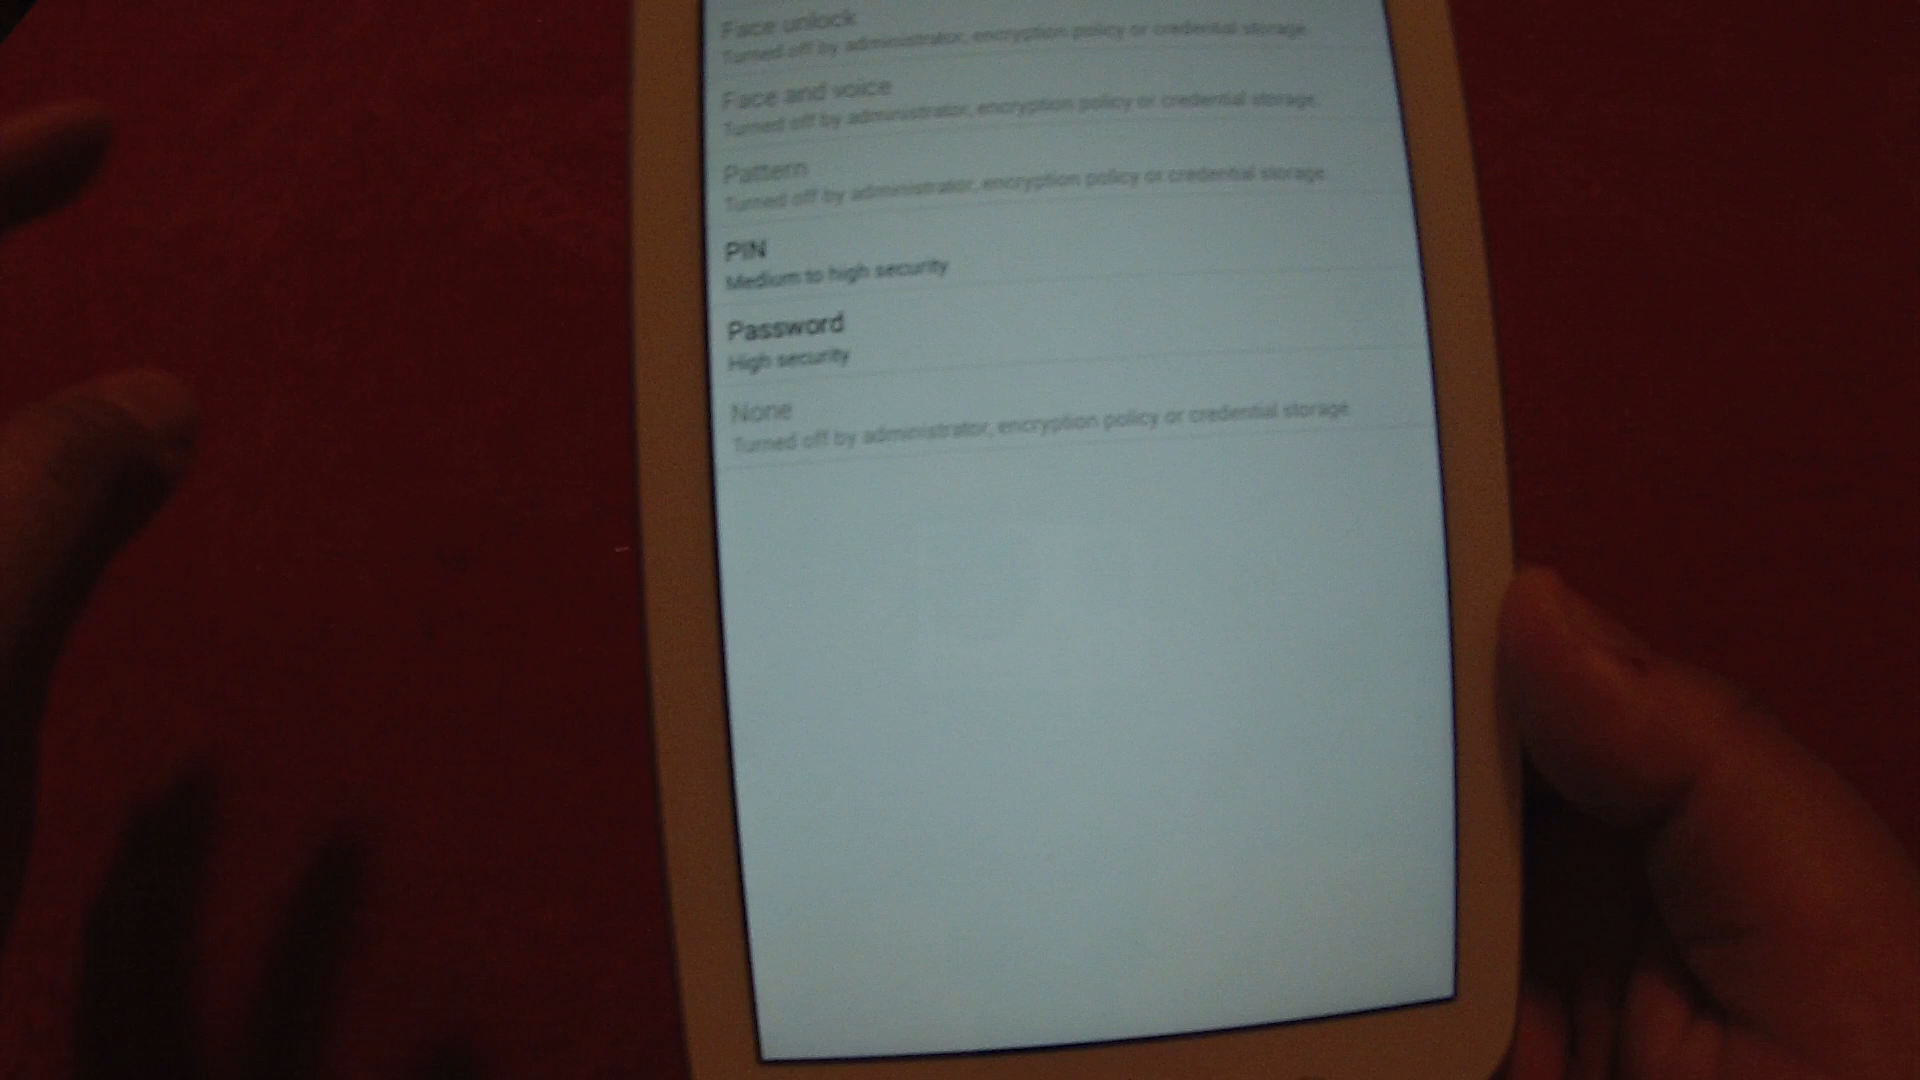 Face unlock
Turned off by administrator, encryption policy or credential storage.
Face and voice
Turned off by administrator, encryption policy or credential storage.
Pattern
Turned off by administrator, encryption policy or credential storage.
PIN
Medium to high security
Password
High security
None
Turned off by administrator, encryption policy or credential storage.